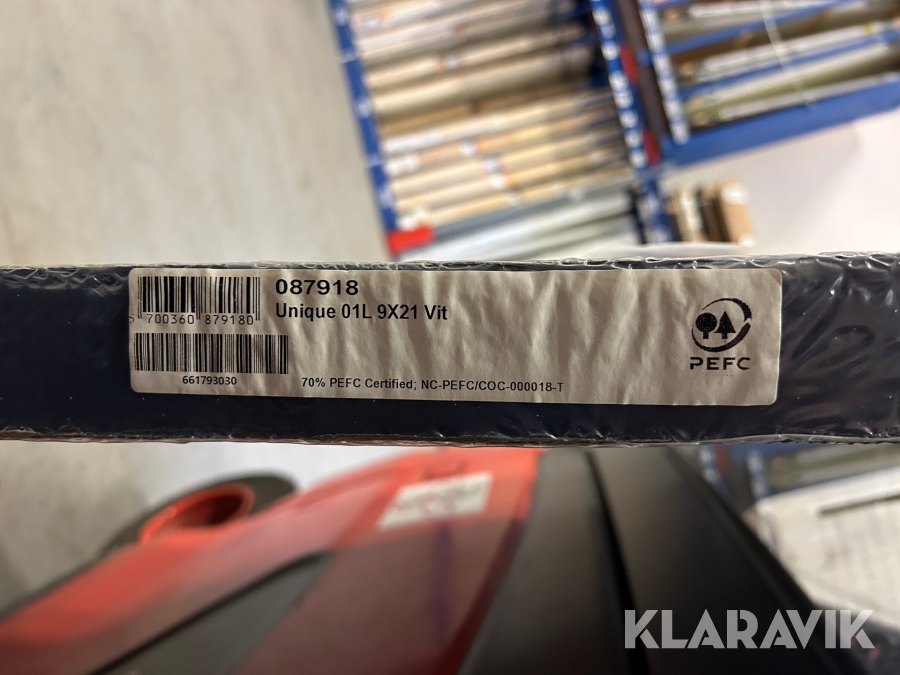 087918
Unique 01L 9X21 Vit
5 700360 879180
661793030
70% PEFC Certified; NC-PEFC/COC-000018-T
PEFC
KLARAVIK